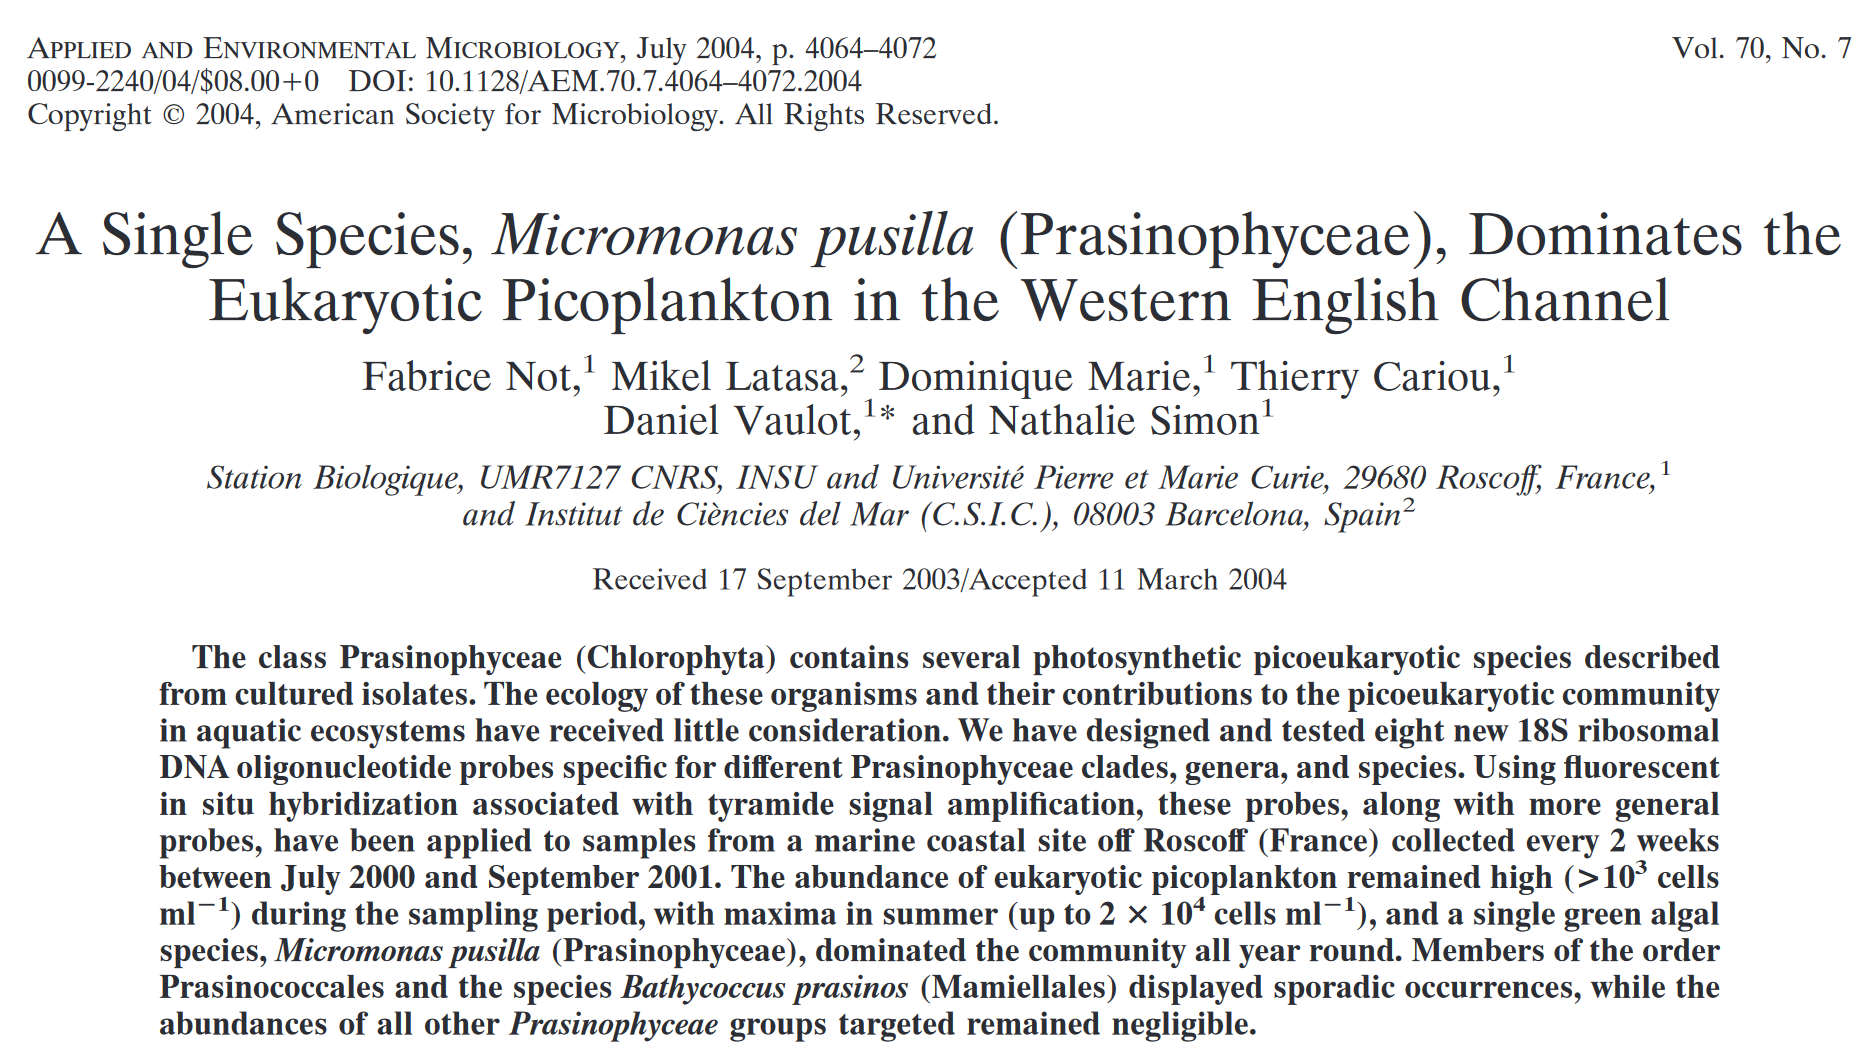 APPLIED AND ENVIRONMENTAL MICROBIOLOGY, July 2004, p. 4064–4072 Vol. 70, No. 7
0099-2240/04/$08.00+0 DOI: 10.1128/AEM.70.7.4064–4072.2004
Copyright © 2004, American Society for Microbiology. All Rights Reserved.
A Single Species, Micromonas pusilla (Prasinophyceae), Dominates the
Eukaryotic Picoplankton in the Western English Channel
Fabrice Not,¹ Mikel Latasa,² Dominique Marie,¹ Thierry Cariou,¹
Daniel Vaulot,¹* and Nathalie Simon¹
Station Biologique, UMR7127 CNRS, INSU and Université Pierre et Marie Curie, 29680 Roscoff, France,¹
and Institut de Ciències del Mar (C.S.I.C.), 08003 Barcelona, Spain²
Received 17 September 2003/Accepted 11 March 2004
The class Prasinophyceae (Chlorophyta) contains several photosynthetic picoeukaryotic species described
from cultured isolates. The ecology of these organisms and their contributions to the picoeukaryotic community
in aquatic ecosystems have received little consideration. We have designed and tested eight new 18S ribosomal
DNA oligonucleotide probes specific for different Prasinophyceae clades, genera, and species. Using fluorescent
in situ hybridization associated with tyramide signal amplification, these probes, along with more general
probes, have been applied to samples from a marine coastal site off Roscoff (France) collected every 2 weeks
between July 2000 and September 2001. The abundance of eukaryotic picoplankton remained high (>10³ cells
ml⁻¹) during the sampling period, with maxima in summer (up to 2 × 10⁴ cells ml⁻¹), and a single green algal
species, Micromonas pusilla (Prasinophyceae), dominated the community all year round. Members of the order
Prasinococcales and the species Bathycoccus prasinos (Mamiellales) displayed sporadic occurrences, while the
abundances of all other Prasinophyceae groups targeted remained negligible.